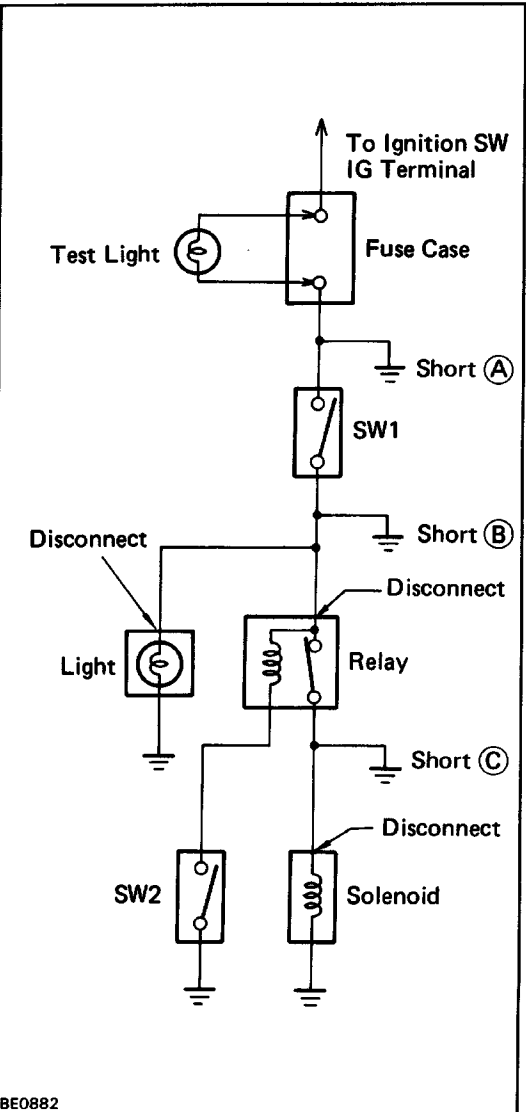 To Ignition SW
IG Terminal
Test Light
Fuse Case
Short Ⓐ
SW1
Short Ⓑ
Disconnect
Disconnect
Light
Relay
Short Ⓒ
Disconnect
SW2
Solenoid
BE0882